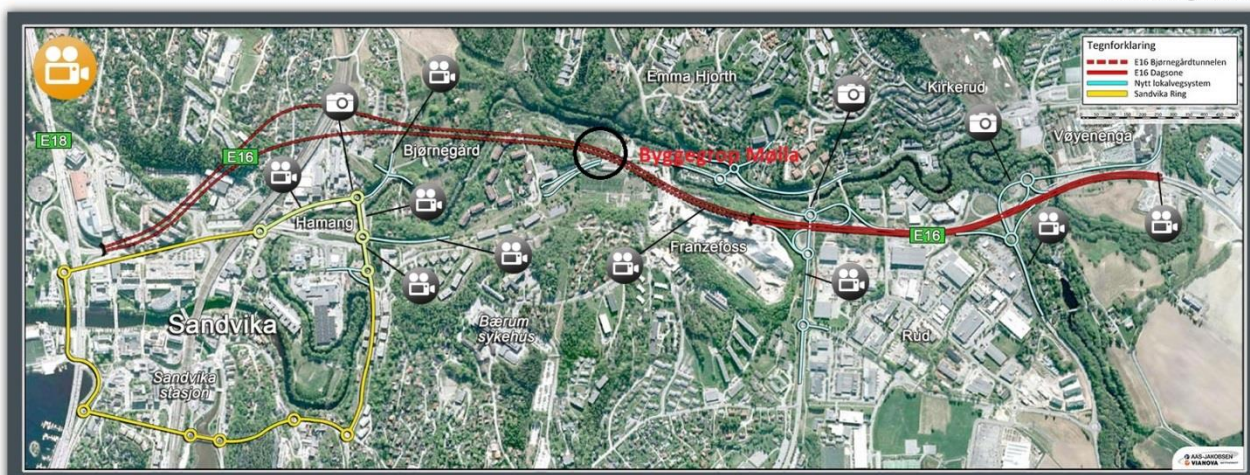 Tegnforklaring
E16 Bjørnegårdtunnelen
E16 Dagsone
Nytt lokalvegsystem
Sandvika Ring
Emma Hjorth
Kirkerud
Vøyenenga
E18
E16
Bjørnegård
Byggegrop Mølla
Hamang
Franzefoss
E16
Sandvika
Bærum
sykehus
Rud
Sandvika
stasjon
AAS-JAKOBSEN
VIANOVA